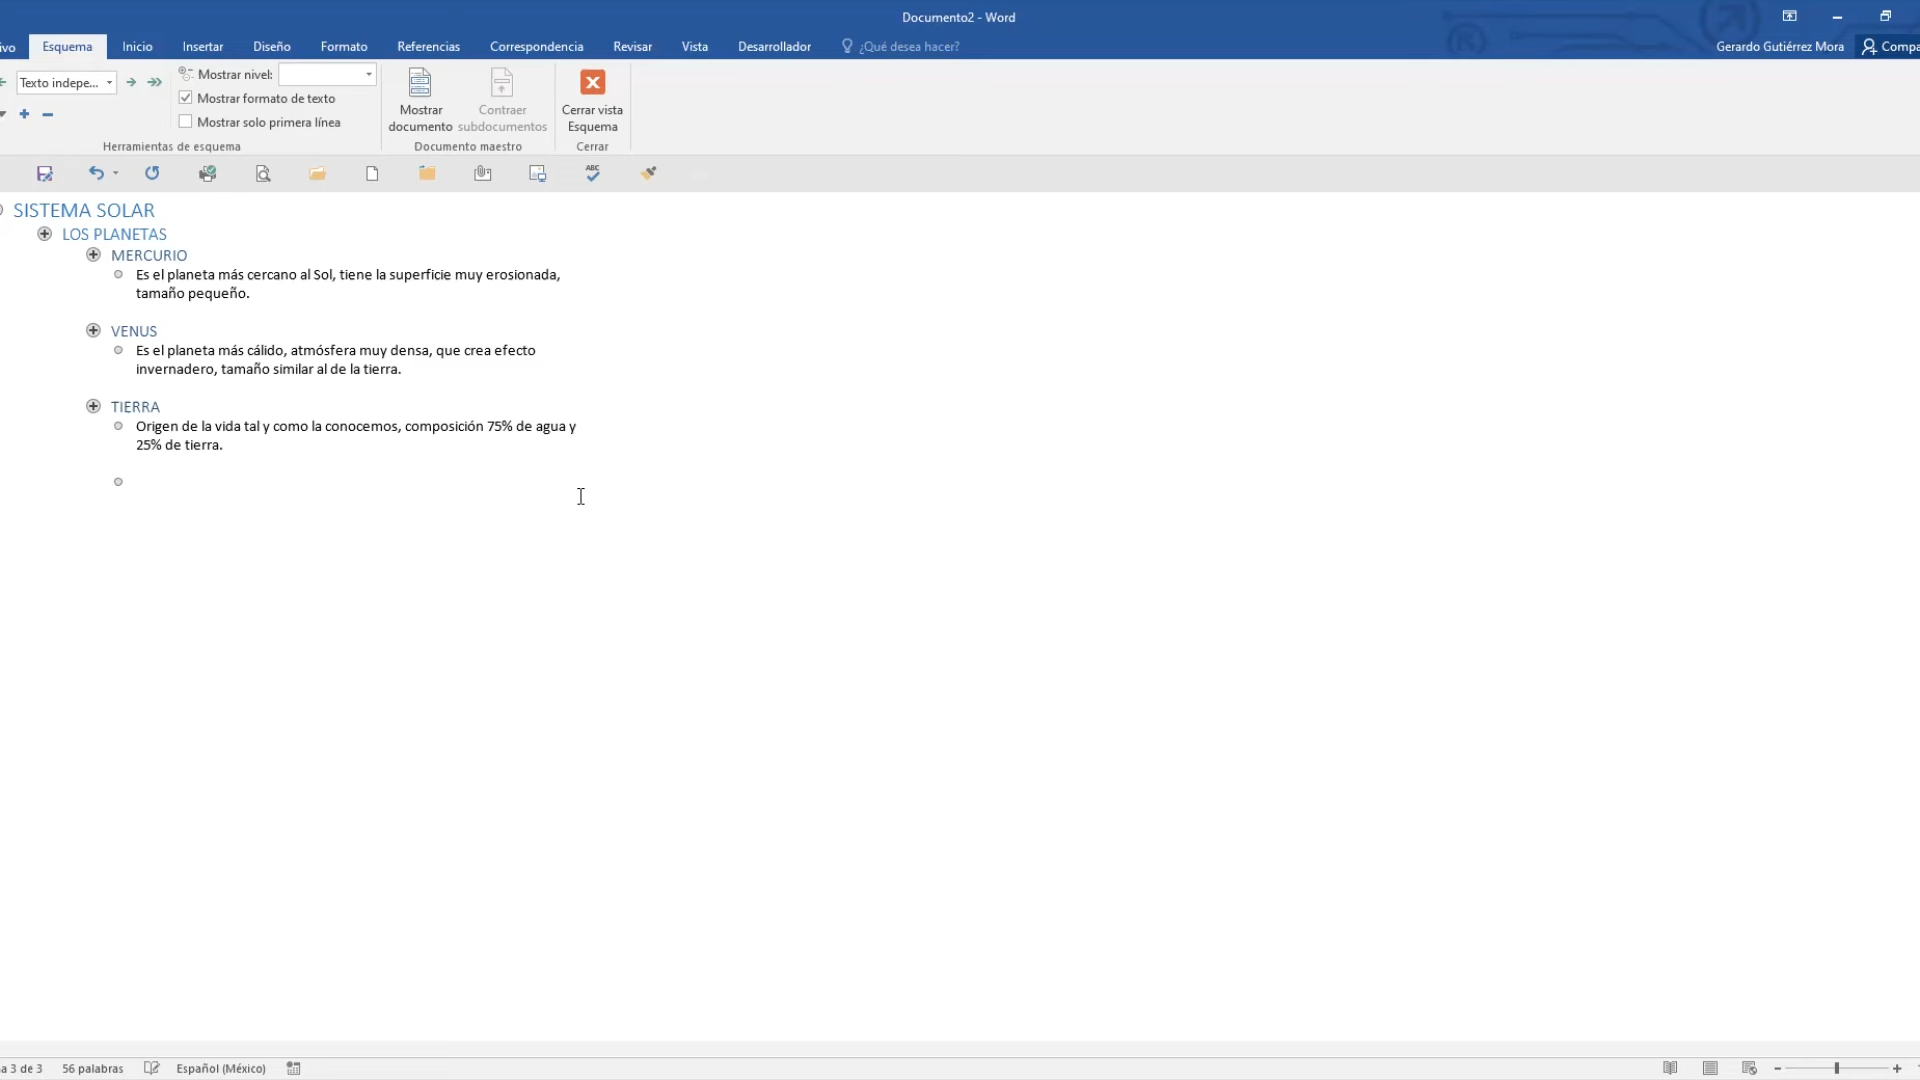 Documento2 - Word
ivo Esquema Inicio Insertar Diseño Formato Referencias Correspondencia Revisar Vista Desarrollador ¿Qué desea hacer? Gerardo Gutiérrez Mora Compa
Texto indepe...
Mostrar nivel:
Mostrar formato de texto
Mostrar solo primera línea
Herramientas de esquema
Mostrar documento
Contraer subdocumentos
Documento maestro
Cerrar vista Esquema
Cerrar
ABC
SISTEMA SOLAR
LOS PLANETAS
MERCURIO
Es el planeta más cercano al Sol, tiene la superficie muy erosionada,
tamaño pequeño.
VENUS
Es el planeta más cálido, atmósfera muy densa, que crea efecto
invernadero, tamaño similar al de la tierra.
TIERRA
Origen de la vida tal y como la conocemos, composición 75% de agua y
25% de tierra.
a 3 de 3 56 palabras Español (México)